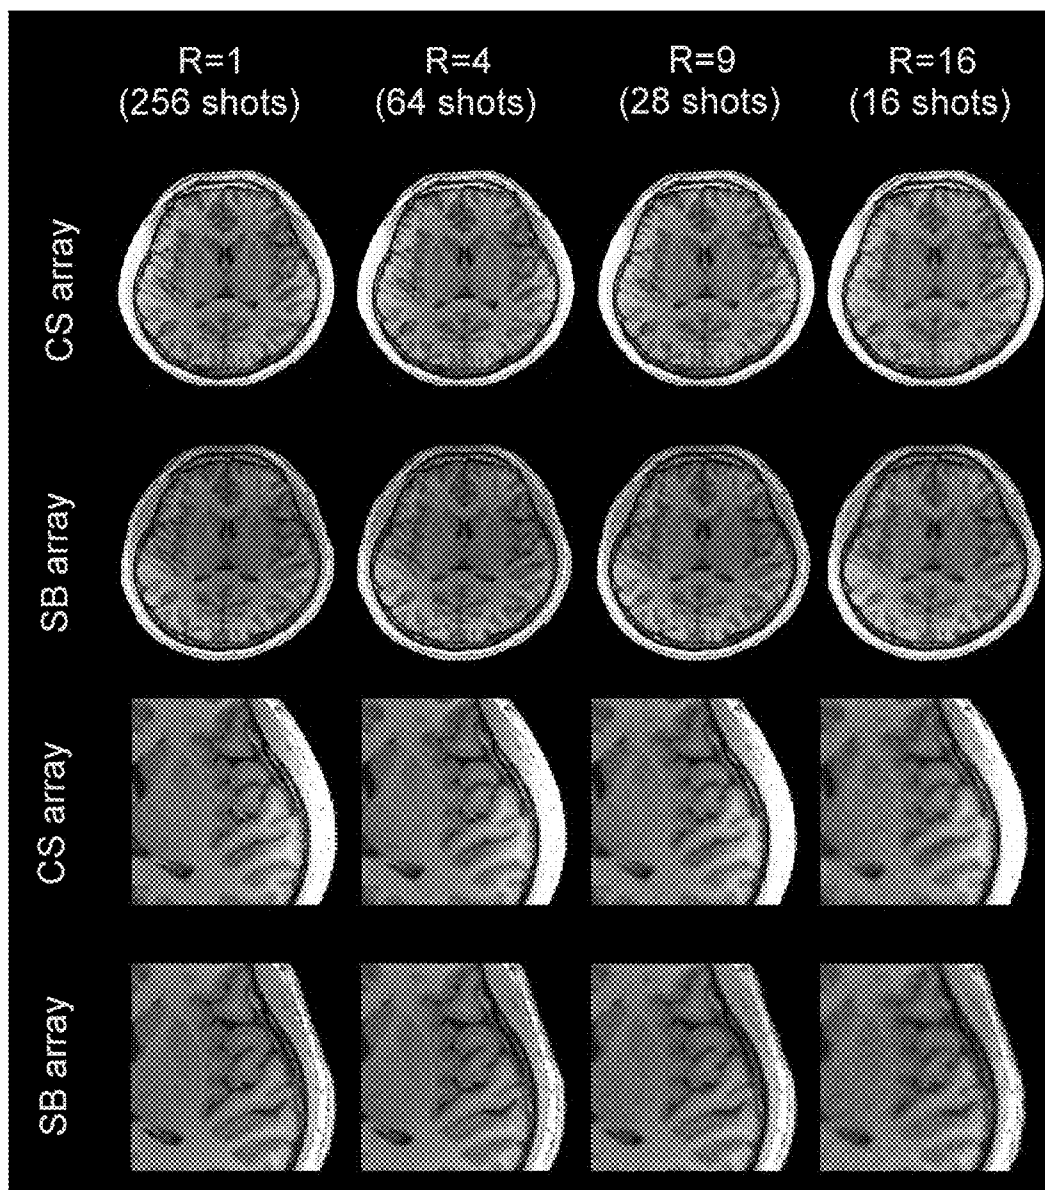 R=1 R=4 R=9 R=16
(256 shots) (64 shots) (28 shots) (16 shots)
CS array
SB array
CS array
SB array